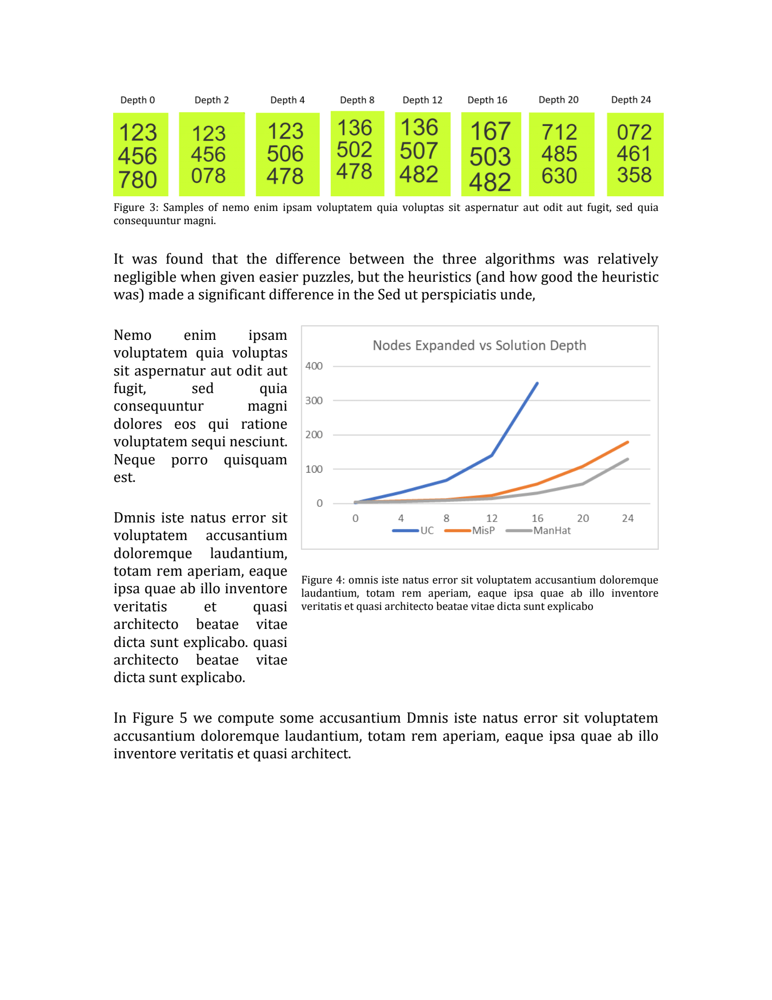 Depth 0 Depth 2 Depth 4 Depth 8 Depth 12 Depth 16 Depth 20 Depth 24
123 123 123 136 136 167 712 072
456 456 506 502 507 503 485 461
780 078 478 478 482 482 630 358
Figure 3: Samples of nemo enim ipsam voluptatem quia voluptas sit aspernatur aut odit aut fugit, sed quia
consequuntur magni.
It was found that the difference between the three algorithms was relatively
negligible when given easier puzzles, but the heuristics (and how good the heuristic
was) made a significant difference in the Sed ut perspiciatis unde,
Nemo enim ipsam
voluptatem quia voluptas
sit aspernatur aut odit aut
fugit, sed quia
consequuntur magni
dolores eos qui ratione
voluptatem sequi nesciunt.
Neque porro quisquam
est.
Dmnis iste natus error sit
voluptatem accusantium
doloremque laudantium,
totam rem aperiam, eaque
ipsa quae ab illo inventore
veritatis et quasi
architecto beatae vitae
dicta sunt explicabo. quasi
architecto beatae vitae
dicta sunt explicabo.
Nodes Expanded vs Solution Depth
400
300
200
100
0
0 4 8 12 16 20 24
UC MisP ManHat
Figure 4: omnis iste natus error sit voluptatem accusantium doloremque
laudantium, totam rem aperiam, eaque ipsa quae ab illo inventore
veritatis et quasi architecto beatae vitae dicta sunt explicabo
In Figure 5 we compute some accusantium Dmnis iste natus error sit voluptatem
accusantium doloremque laudantium, totam rem aperiam, eaque ipsa quae ab illo
inventore veritatis et quasi architect.